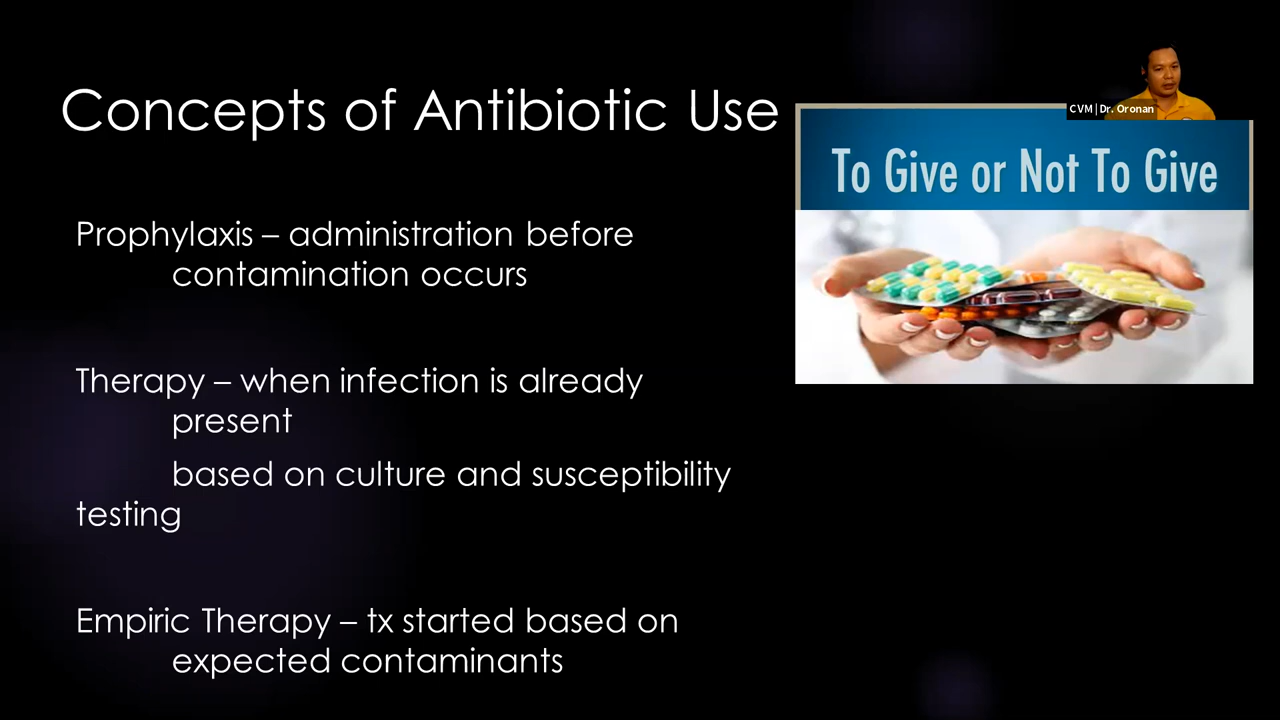 Concepts of Antibiotic Use
CVM | Dr. Oronan
To Give or Not To Give
Prophylaxis – administration before
contamination occurs
Therapy – when infection is already
present
based on culture and susceptibility
testing
Empiric Therapy – tx started based on
expected contaminants